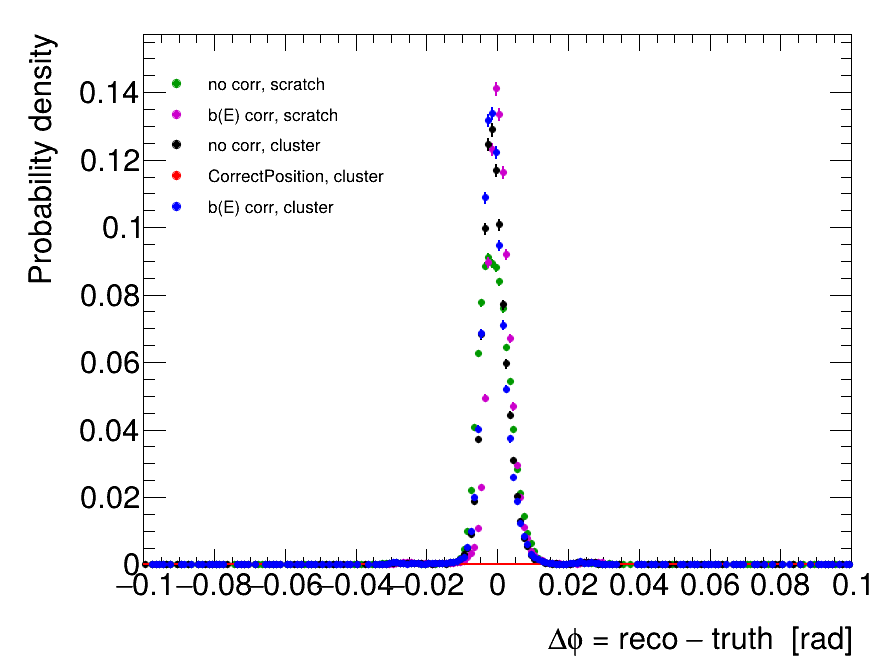 Probability density
0.14
0.12
0.1
0.08
0.06
0.04
0.02
0
no corr, scratch
b(E) corr, scratch
no corr, cluster
CorrectPosition, cluster
b(E) corr, cluster
−0.1 −0.08 −0.06 −0.04 −0.02 0 0.02 0.04 0.06 0.08 0.1
Δϕ = reco − truth [rad]